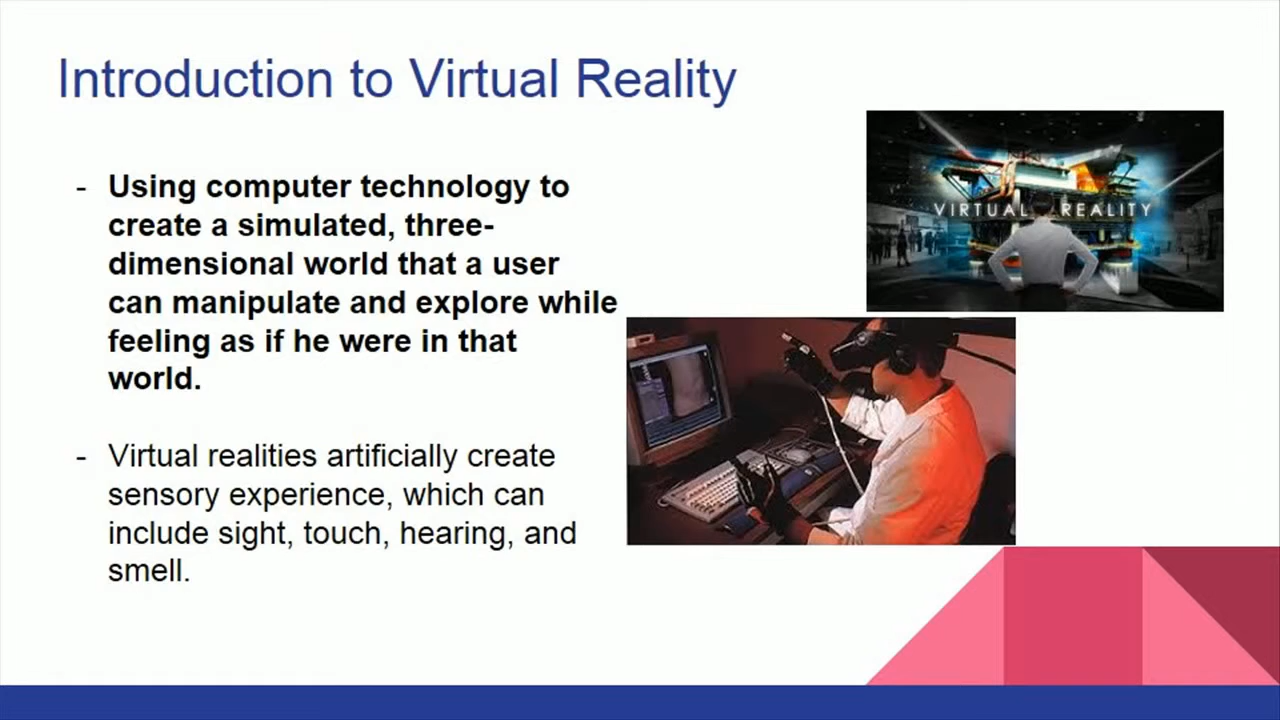 Introduction to Virtual Reality
- Using computer technology to
create a simulated, three-
dimensional world that a user
can manipulate and explore while
feeling as if he were in that
world.
- Virtual realities artificially create
sensory experience, which can
include sight, touch, hearing, and
smell.
VIRTUAL REALITY